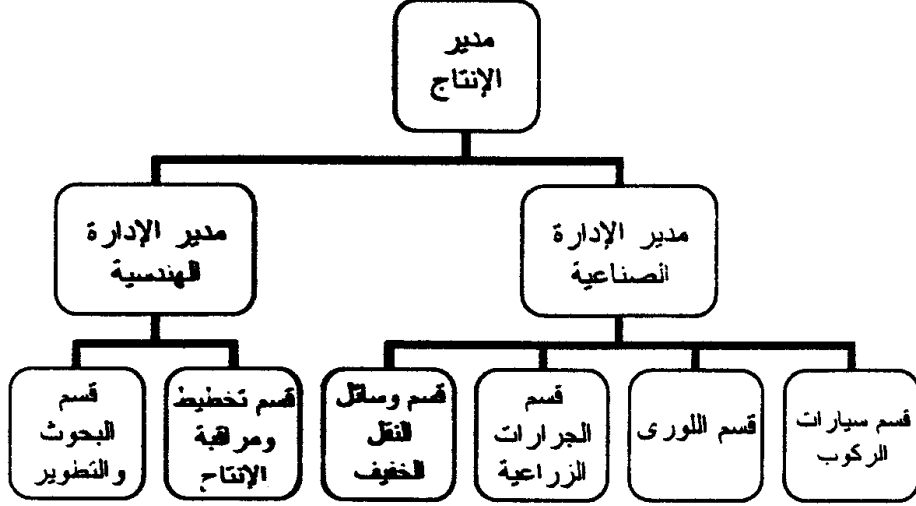 مدير
الإنتاج
مدير الإدارة
الصناعية
مدير الإدارة
الهندسية
قسم سيارات
الركوب
قسم اللورى
قسم
الجرارات
الزراعية
قسم وسائل
النقل
الخفيف
قسم تخطيط
ومراقبة
الإنتاج
قسم
البحوث
والتطوير